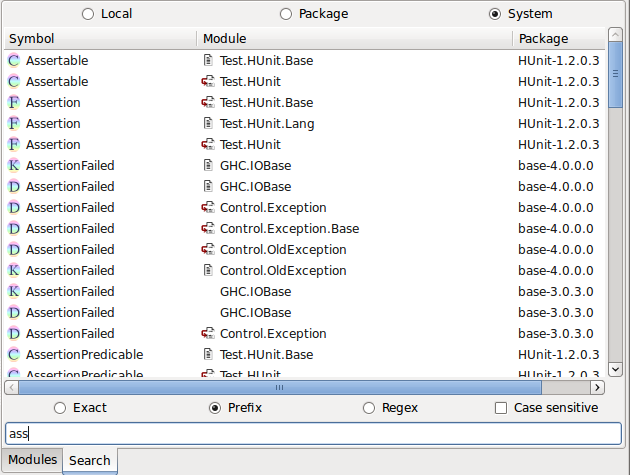 Local Package System
Symbol Module Package
C Assertable Test.HUnit.Base HUnit-1.2.0.3
C Assertable Test.HUnit HUnit-1.2.0.3
F Assertion Test.HUnit.Base HUnit-1.2.0.3
F Assertion Test.HUnit.Lang HUnit-1.2.0.3
F Assertion Test.HUnit HUnit-1.2.0.3
K AssertionFailed GHC.IOBase base-4.0.0.0
D AssertionFailed GHC.IOBase base-4.0.0.0
D AssertionFailed Control.Exception base-4.0.0.0
D AssertionFailed Control.Exception.Base base-4.0.0.0
D AssertionFailed Control.OldException base-4.0.0.0
K AssertionFailed Control.OldException base-4.0.0.0
K AssertionFailed GHC.IOBase base-3.0.3.0
D AssertionFailed GHC.IOBase base-3.0.3.0
D AssertionFailed Control.Exception base-3.0.3.0
C AssertionPredicable Test.HUnit.Base HUnit-1.2.0.3
C AssertionPredicable Test.HUnit HUnit-1.2.0.3
Exact Prefix Regex Case sensitive
ass
Modules Search